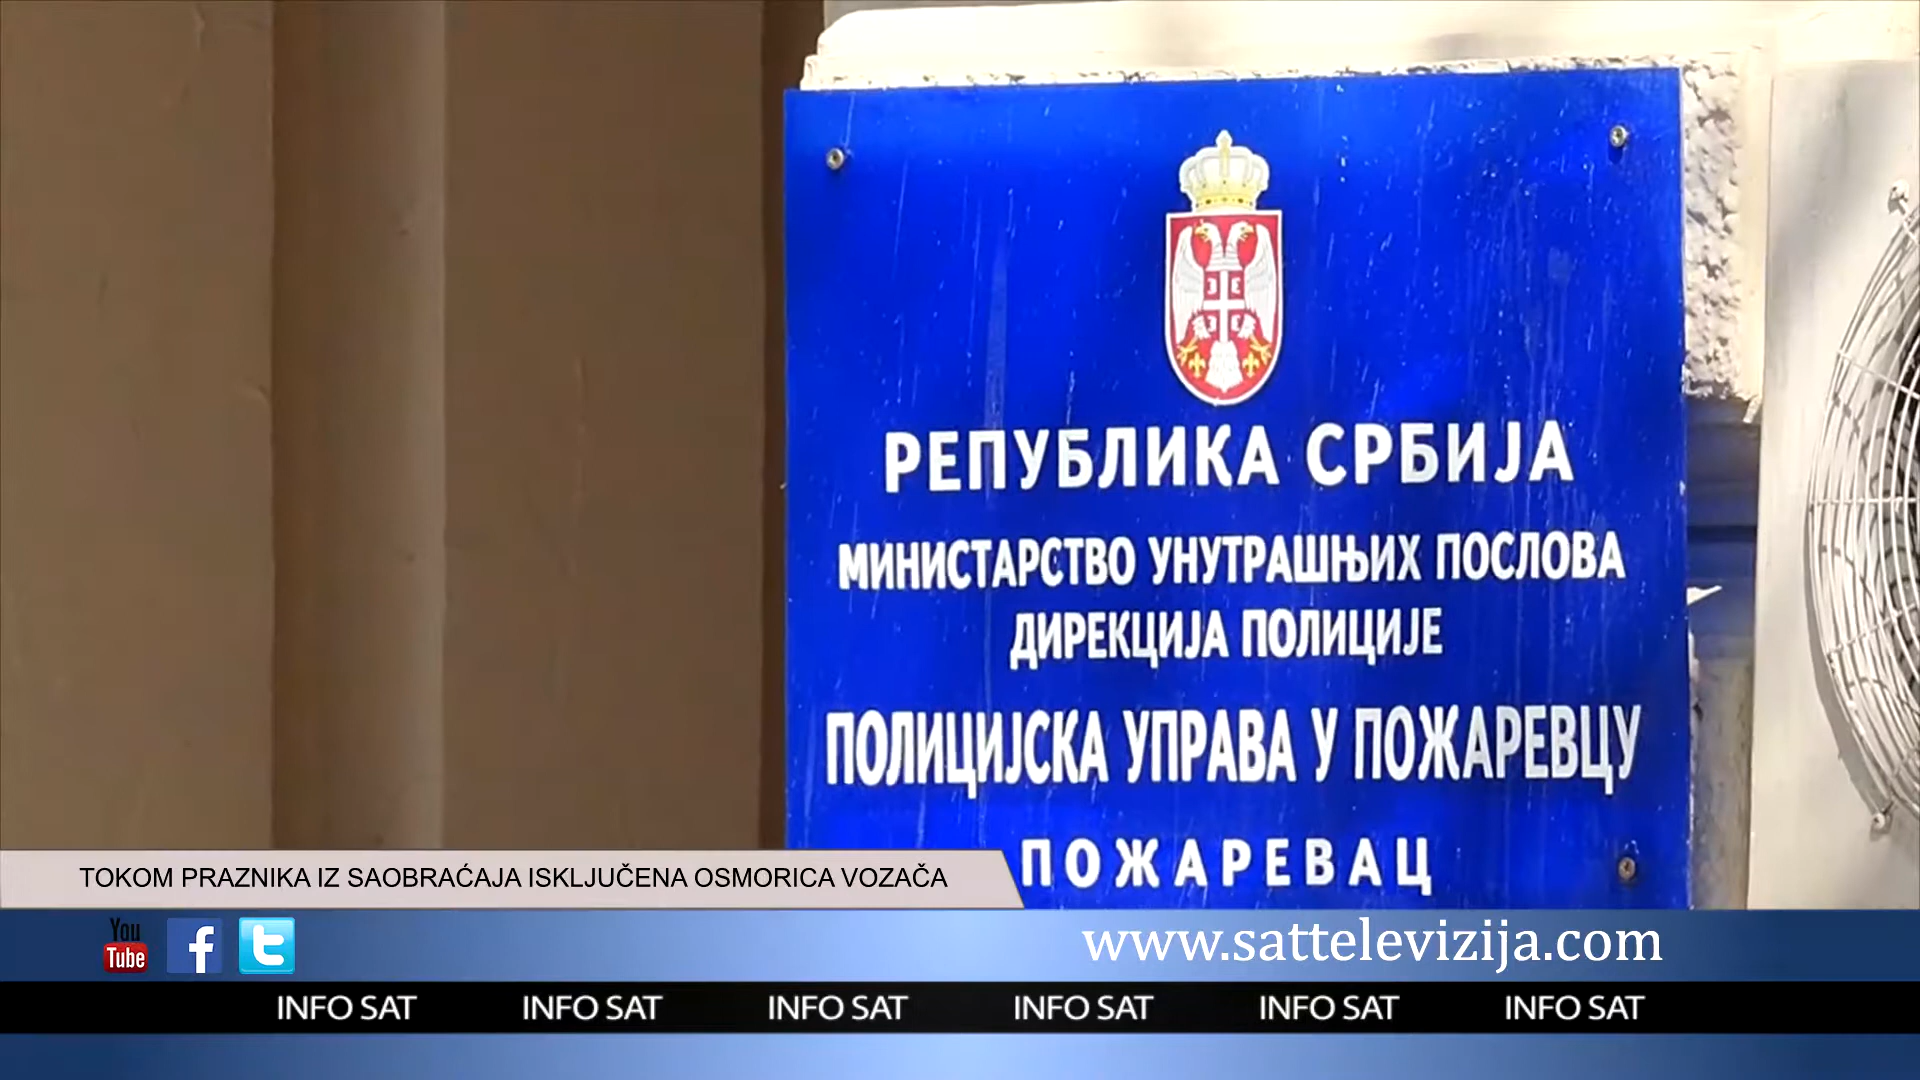 РЕПУБЛИКА СРБИЈА
МИНИСТАРСТВО УНУТРАШЊИХ ПОСЛОВА
ДИРЕКЦИЈА ПОЛИЦИЈЕ
ПОЛИЦИЈСКА УПРАВА У ПОЖАРЕВЦУ
ПОЖАРЕВАЦ
TOKOM PRAZNIKA IZ SAOBRAĆAJA ISKLJUČENA OSMORICA VOZAČA
You Tube f t www.sattelevizija.com
INFO SAT INFO SAT INFO SAT INFO SAT INFO SAT INFO SAT